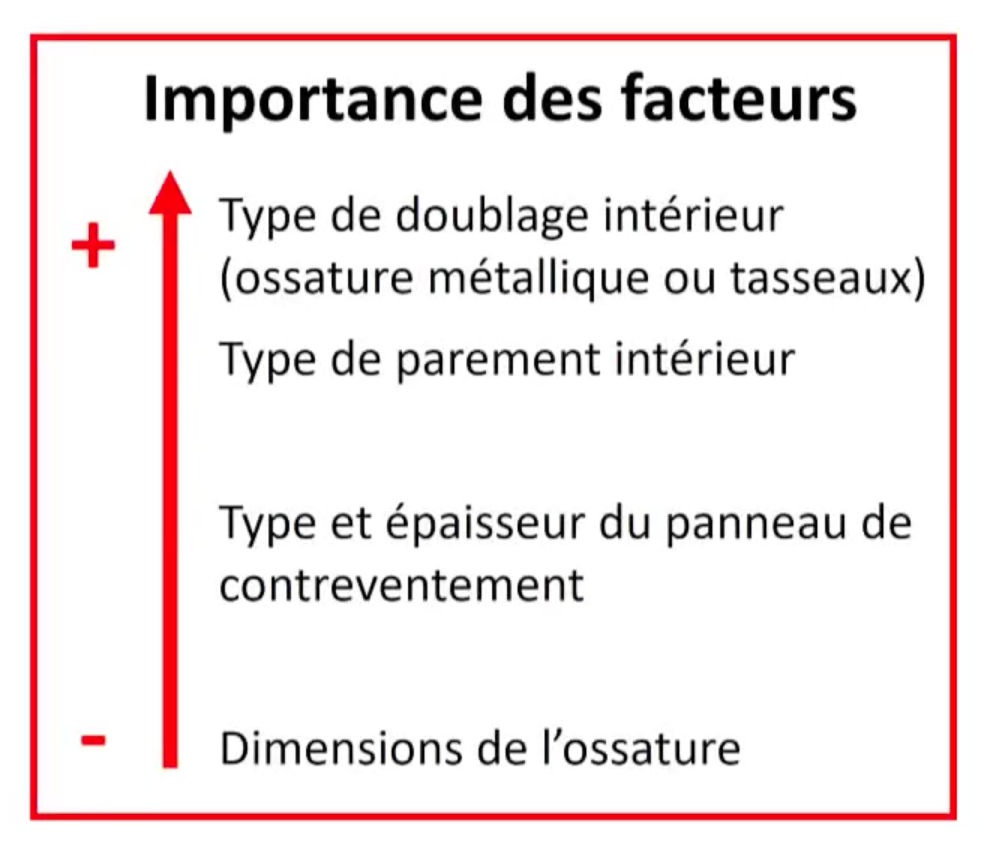 Importance des facteurs
+
Type de doublage intérieur
(ossature métallique ou tasseaux)
Type de parement intérieur
Type et épaisseur du panneau de
contreventement
-
Dimensions de l’ossature